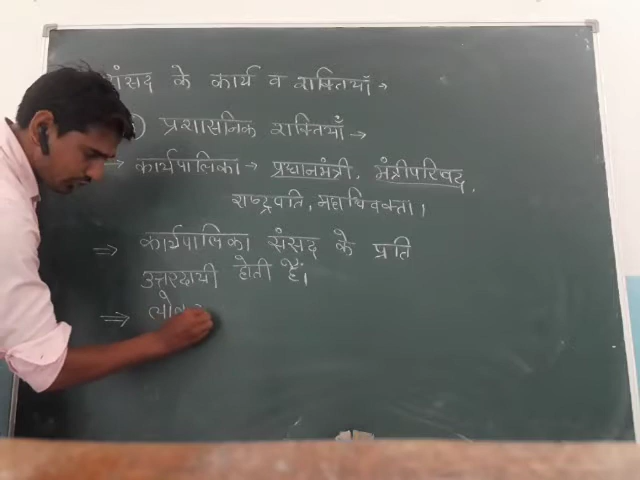 संसद के कार्य व शक्तियाँ →
) प्रशासनिक शक्तियाँ →
→ कार्यपालिका → प्रधानमंत्री, मंत्रीपरिषद,
राष्ट्रपति, महाधिवक्ता।
⇒ कार्यपालिका संसद के प्रति
उत्तरदायी होती हैं।
⇒ लोक